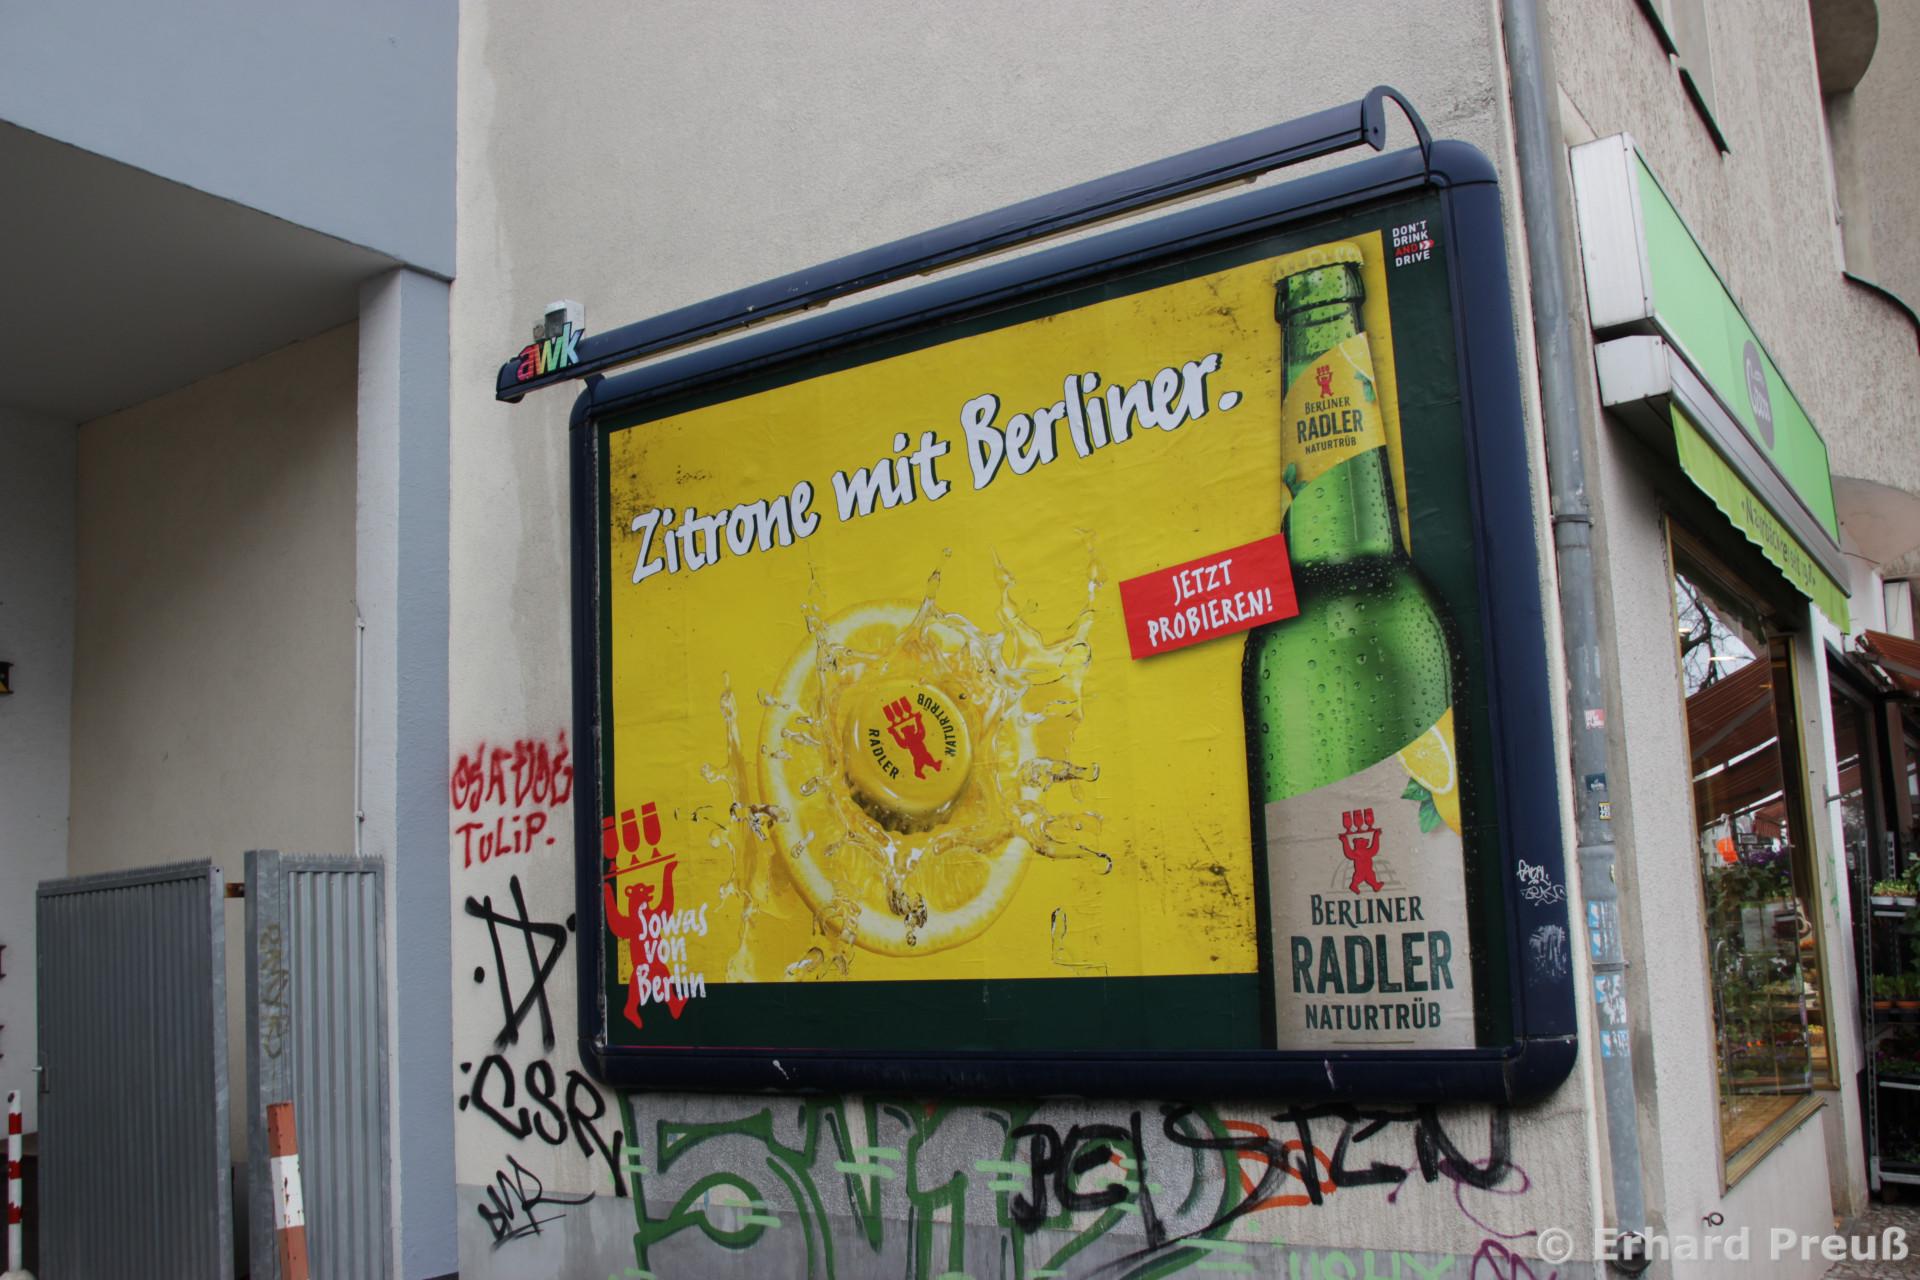 awk
DON'T
DRINK
AND
DRIVE
Zitrone mit Berliner.
BERLINER
RADLER
NATURTRÜB
JETZT
PROBIEREN!
RADLER
NATURTRÜB
Sowas
von
Berlin
BERLINER
RADLER
NATURTRÜB
TULiP.
CSR
© Erhard Preuß